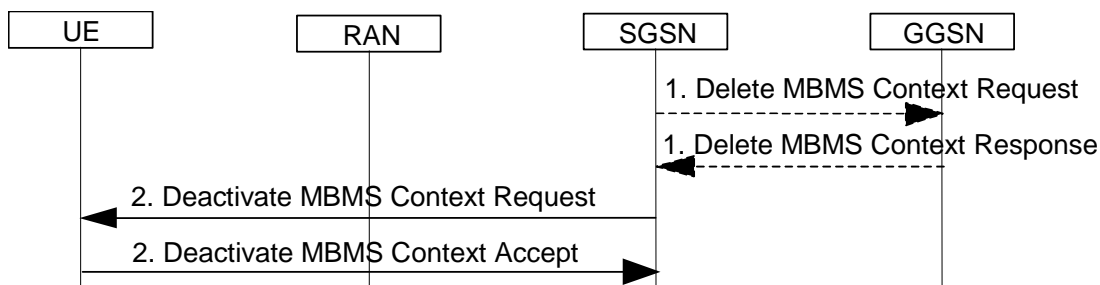 UE
RAN
SGSN
GGSN
1. Delete MBMS Context Request
1. Delete MBMS Context Response
2. Deactivate MBMS Context Request
2. Deactivate MBMS Context Accept